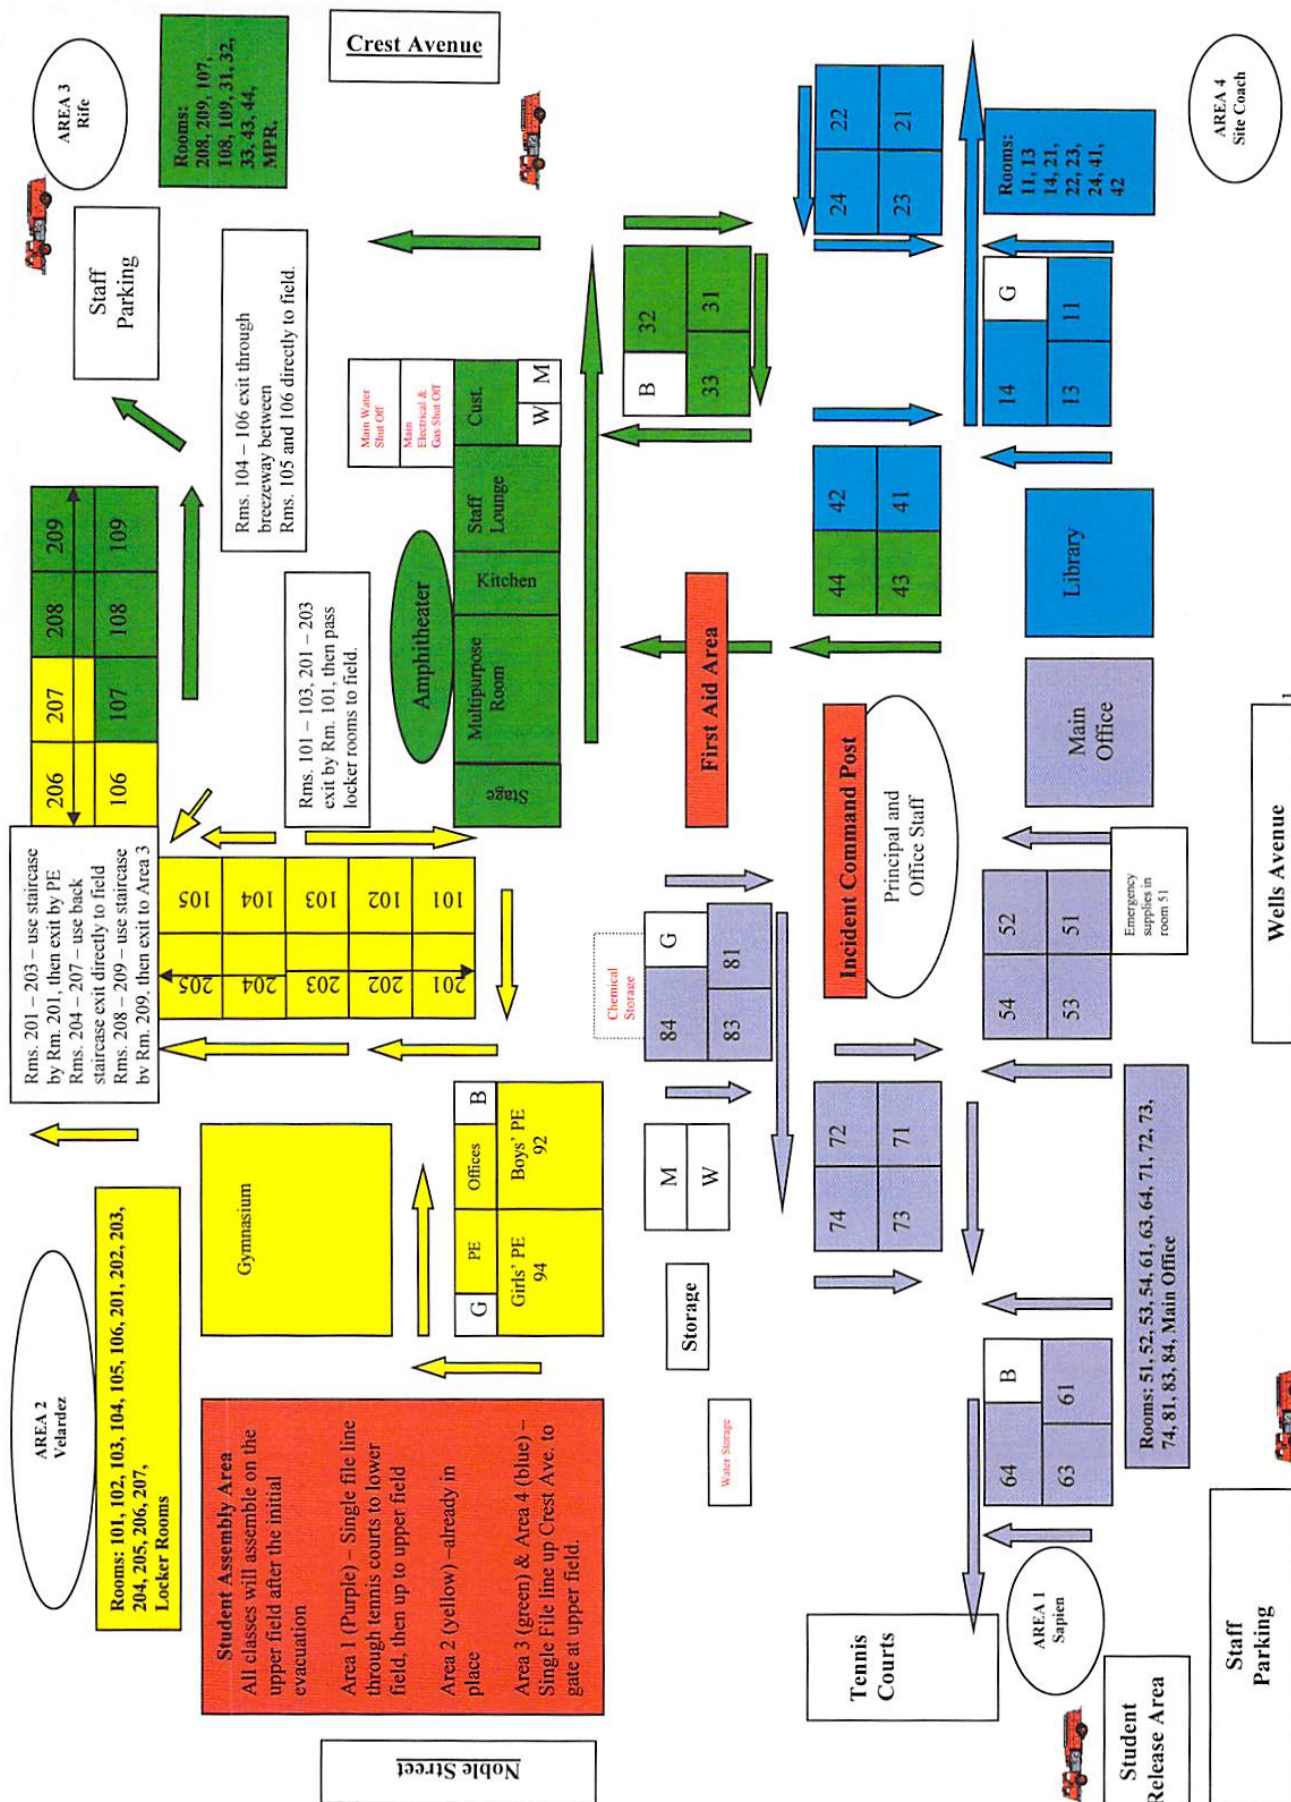 AREA 2
Velardez
Rooms: 101, 102, 103, 104, 105, 106, 201, 202, 203,
204, 205, 206, 207,
Locker Rooms
Rms. 201 – 203 – use staircase
by Rm. 201, then exit by PE
Rms. 204 – 207 – use back
staircase exit directly to field
Rms. 208 – 209 – use staircase
by Rm. 209, then exit to Area 3
206
207
208
209
106
107
108
109
Staff
Parking
AREA 3
Rife
Rooms:
208, 209, 107,
108, 109, 31, 32,
33, 43, 44,
MPR.
Student Assembly Area
All classes will assemble on the
upper field after the initial
evacuation
Area 1 (Purple) – Single file line
through tennis courts to lower
field, then up to upper field
Area 2 (yellow) –already in
place
Area 3 (green) & Area 4 (blue) –
Single File line up Crest Ave. to
gate at upper field.
Gymnasium
205
105
204
104
203
103
202
102
201
101
Rms. 104 – 106 exit through
breezeway between
Rms. 105 and 106 directly to field.
Rms. 101 – 103, 201 – 203
exit by Rm. 101, then pass
locker rooms to field.
Crest Avenue
Noble Street
G
PE
Offices
B
Girls' PE
94
Boys' PE
92
Amphitheater
Main Water
Shut Off
Main
Electrical &
Gas Shut Off
Stage
Multipurpose
Room
Kitchen
Staff
Lounge
Cust.
W
M
Chemical
Storage
84
G
83
81
M
W
Storage
Water Storage
First Aid Area
B
32
33
31
Tennis
Courts
74
72
73
71
Incident Command Post
Principal and
Office Staff
44
42
43
41
24
22
23
21
64
B
63
61
54
52
53
51
Main
Office
Library
14
G
13
11
Rooms:
11, 13
14, 21,
22, 23,
24, 41,
42
AREA 1
Sapien
Emergency
supplies in
room 51
Rooms: 51, 52, 53, 54, 61, 63, 64, 71, 72, 73,
74, 81, 83, 84, Main Office
AREA 4
Site Coach
Student
Release Area
Staff
Parking
Wells Avenue